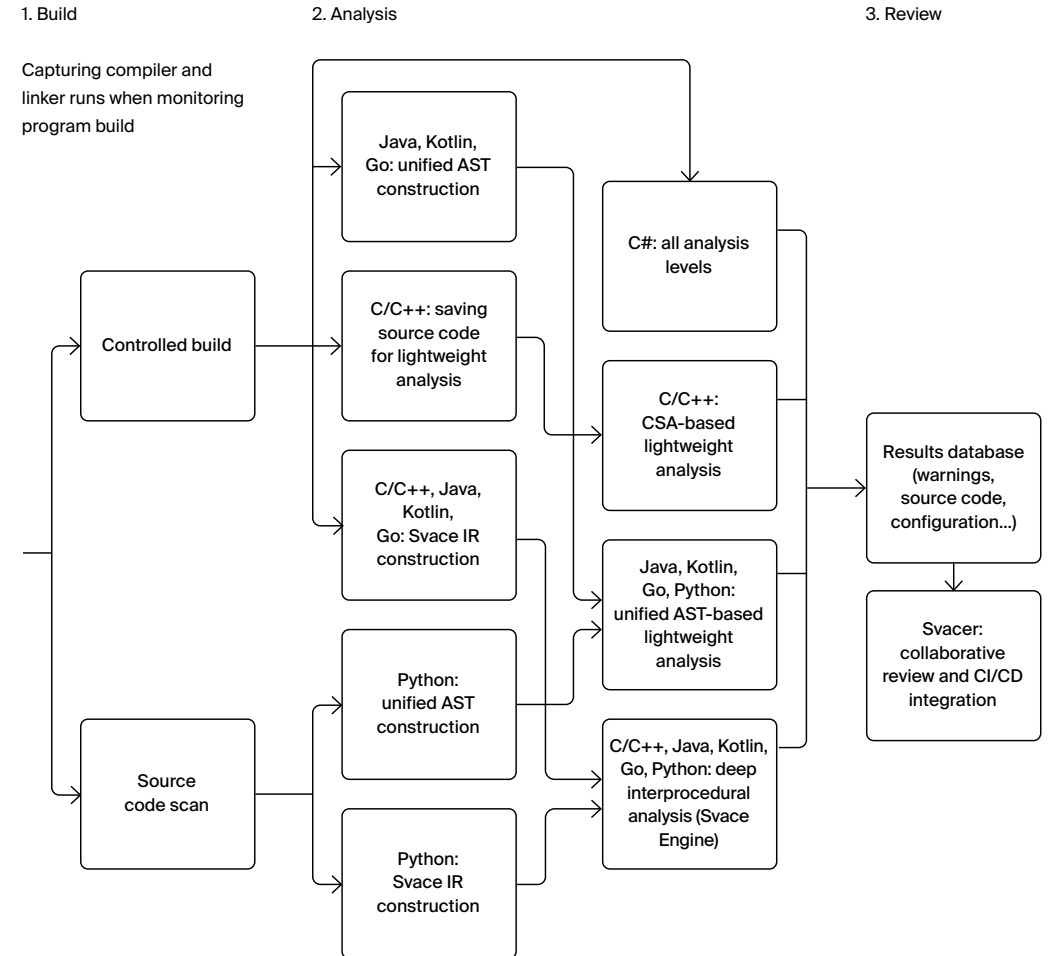 1. Build
2. Analysis
3. Review
Capturing compiler and
linker runs when monitoring
program build
Controlled build
Source
code scan
Java, Kotlin,
Go: unified AST
construction
C/C++: saving
source code
for lightweight
analysis
C/C++, Java,
Kotlin,
Go: Svace IR
construction
Python:
unified AST
construction
Python:
Svace IR
construction
C#: all analysis
levels
C/C++:
CSA-based
lightweight
analysis
Java, Kotlin,
Go, Python:
unified AST-based
lightweight
analysis
C/C++, Java, Kotlin,
Go, Python: deep
interprocedural
analysis (Svace
Engine)
Results database
(warnings,
source code,
configuration...)
Svacer:
collaborative
review and CI/CD
integration